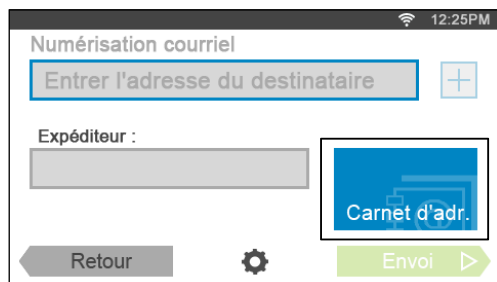 12:25PM
Numérisation courriel
Entrer l'adresse du destinataire
Expéditeur :
Carnet d'adr.
Retour
Envoi